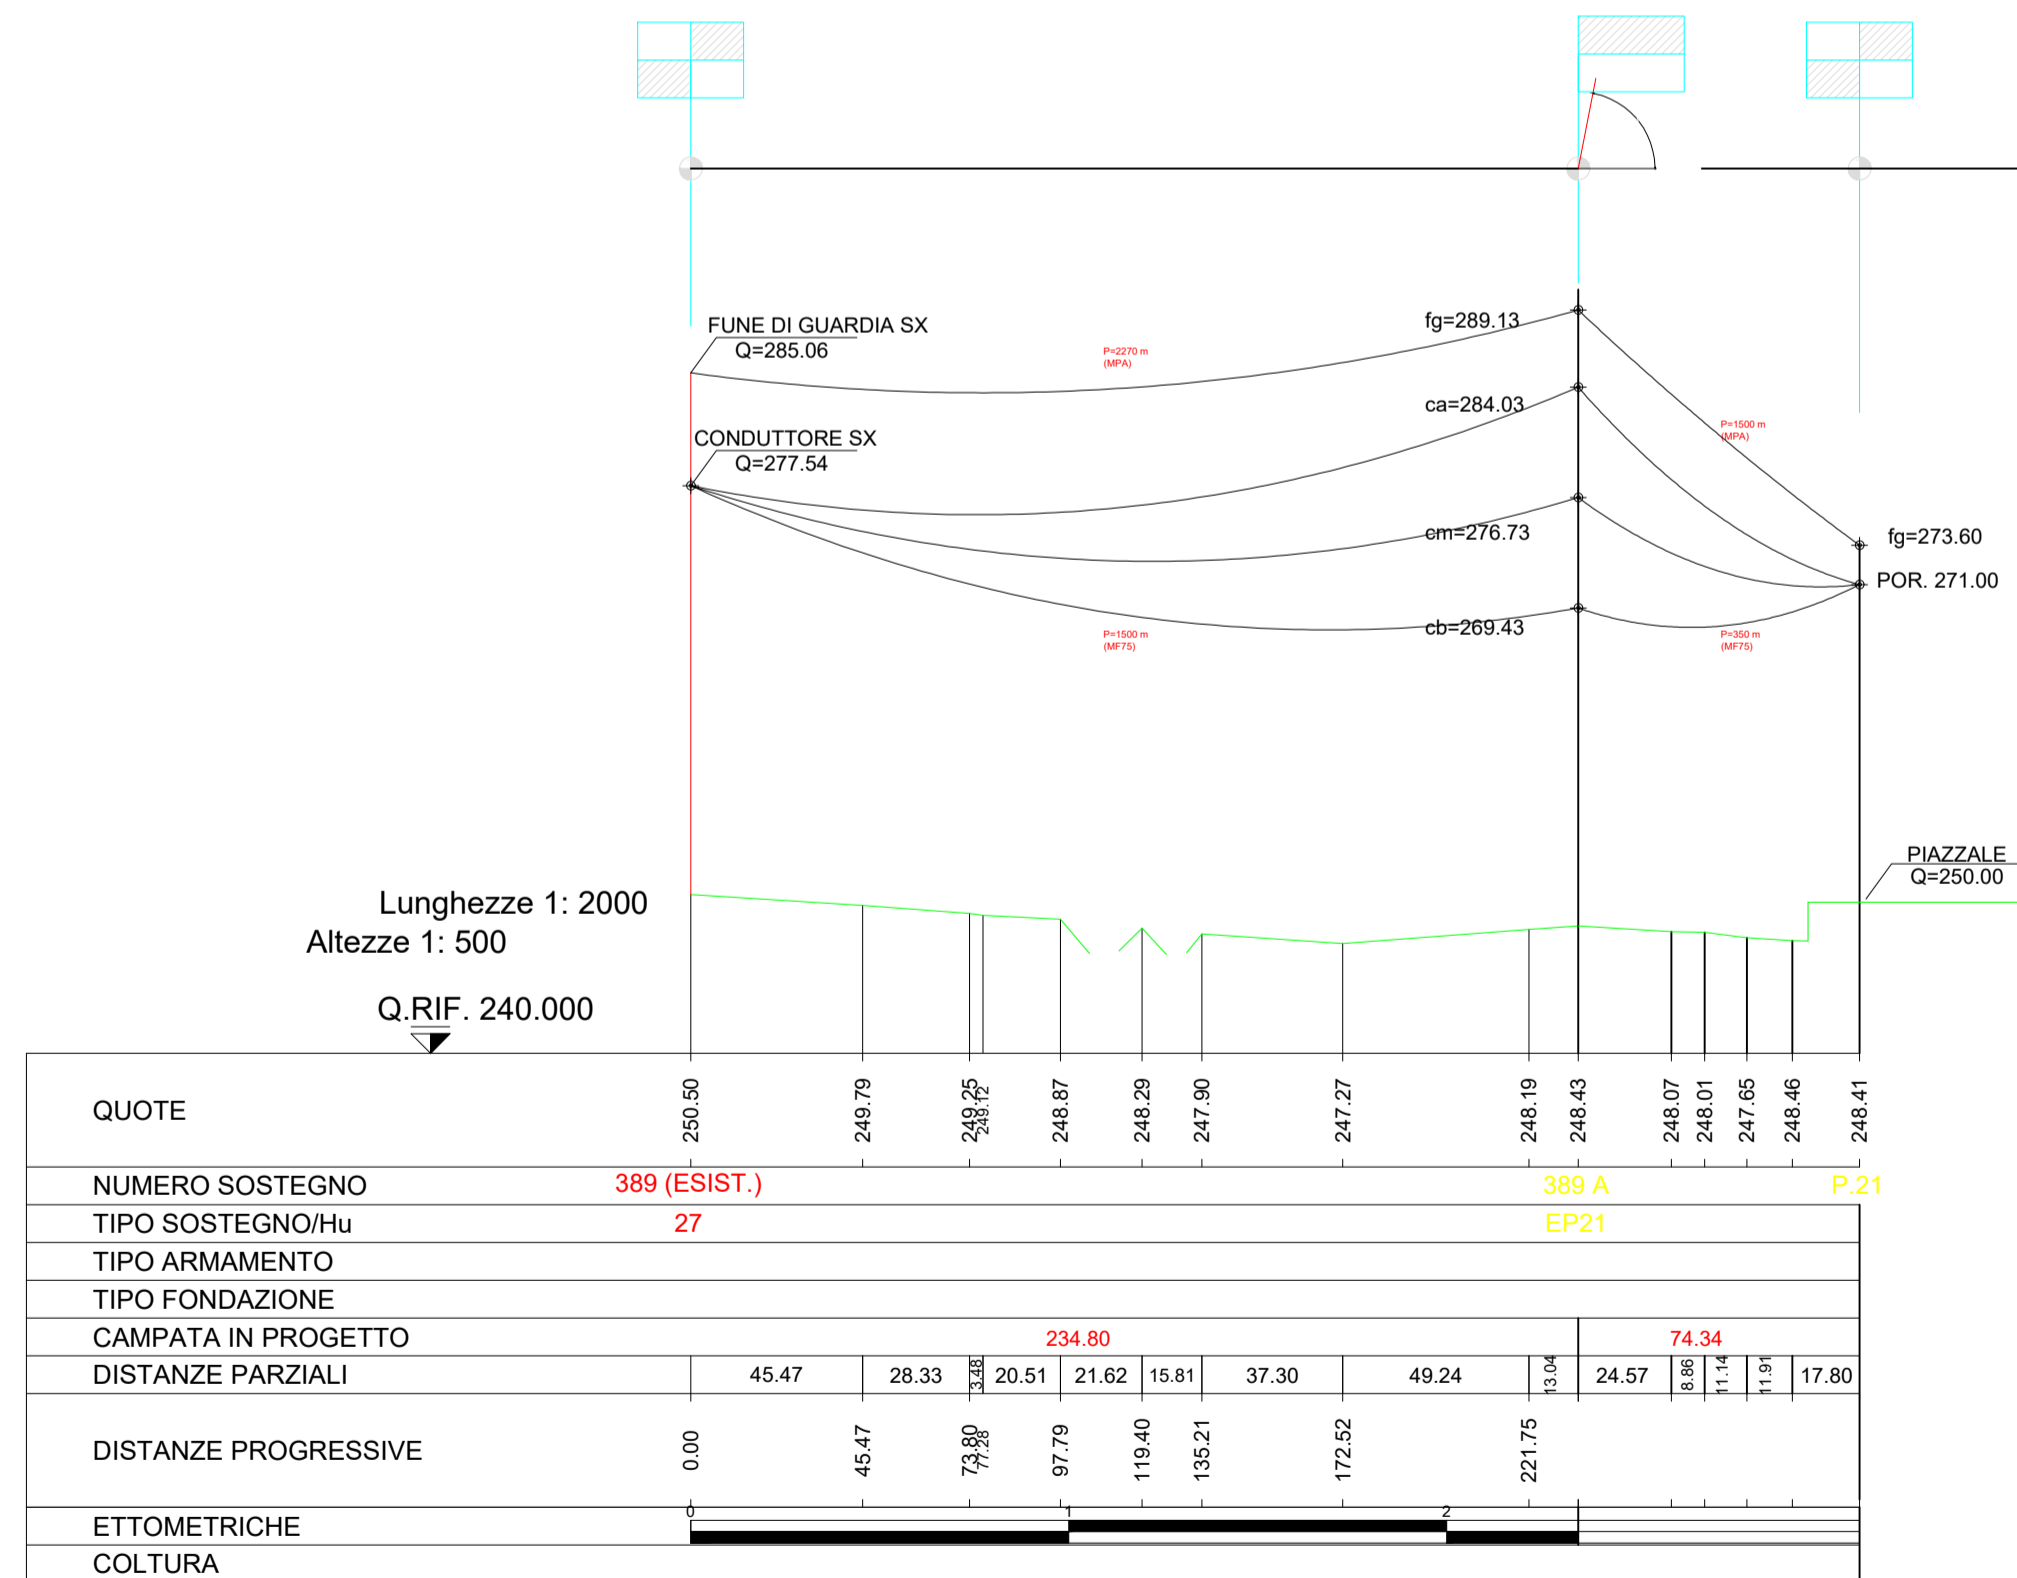 FUNE DI GUARDIA SX
Q=285.06
fg=289.13
P=2270 m
(MPA)
ca=284.03
P=1500 m
(MPA)
CONDUTTORE SX
Q=277.54
cm=276.73
fg=273.60
POR. 271.00
cb=269.43
P=1500 m
(MF75)
P=350 m
(MF75)
PIAZZALE
Q=250.00
Lunghezze 1: 2000
Altezze 1: 500
Q.RIF. 240.000
QUOTE 250.50 249.79 249.25 249.12 248.87 248.29 247.90 247.27 248.19 248.43 248.07 248.01 247.65 248.46 248.41
NUMERO SOSTEGNO 389 (ESIST.) 389 A P.21
TIPO SOSTEGNO/Hu 27 EP21
TIPO ARMAMENTO
TIPO FONDAZIONE
CAMPATA IN PROGETTO 234.80 74.34
DISTANZE PARZIALI 45.47 28.33 3.48 20.51 21.62 15.81 37.30 49.24 13.04 24.57 8.86 11.14 11.91 17.80
DISTANZE PROGRESSIVE 0.00 45.47 73.80 77.28 97.79 119.40 135.21 172.52 221.75
ETTOMETRICHE 0 1 2
COLTURA